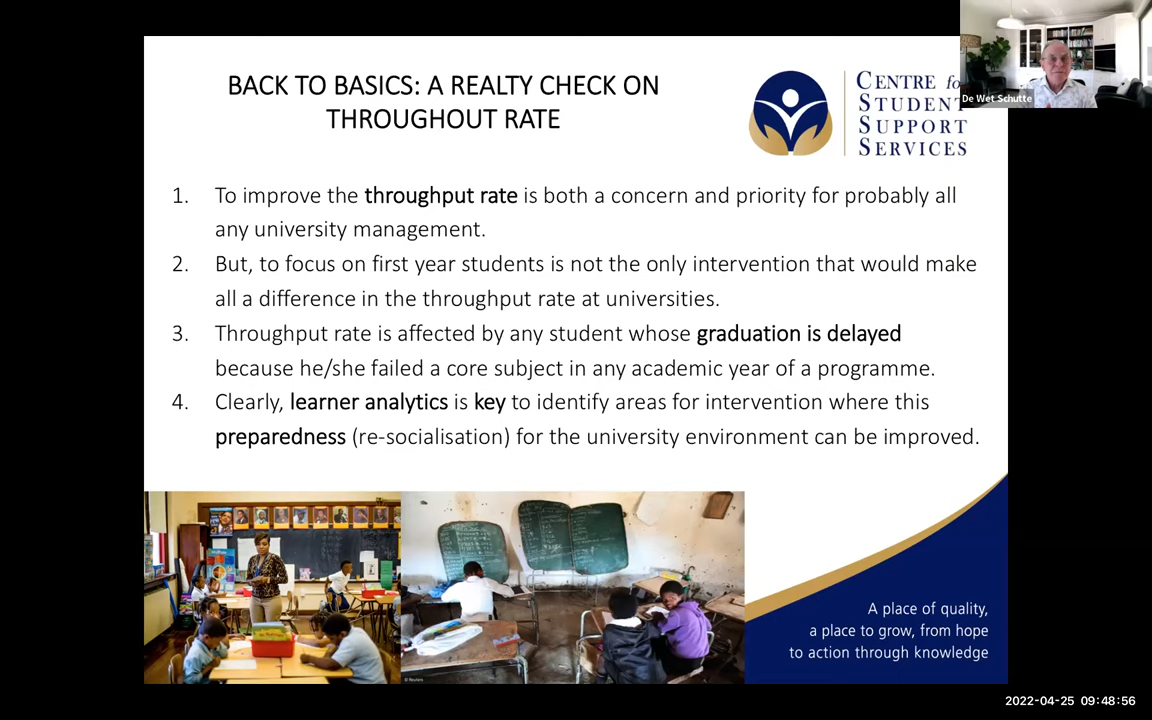 BACK TO BASICS: A REALTY CHECK ON
THROUGHOUT RATE
CENTRE for
STUDENT
SUPPORT
SERVICES
De Wet Schutte
1. To improve the throughput rate is both a concern and priority for probably all
any university management.
2. But, to focus on first year students is not the only intervention that would make
all a difference in the throughput rate at universities.
3. Throughput rate is affected by any student whose graduation is delayed
because he/she failed a core subject in any academic year of a programme.
4. Clearly, learner analytics is key to identify areas for intervention where this
preparedness (re-socialisation) for the university environment can be improved.
A place of quality,
a place to grow, from hope
to action through knowledge
© Reuters
2022-04-25 09:48:56